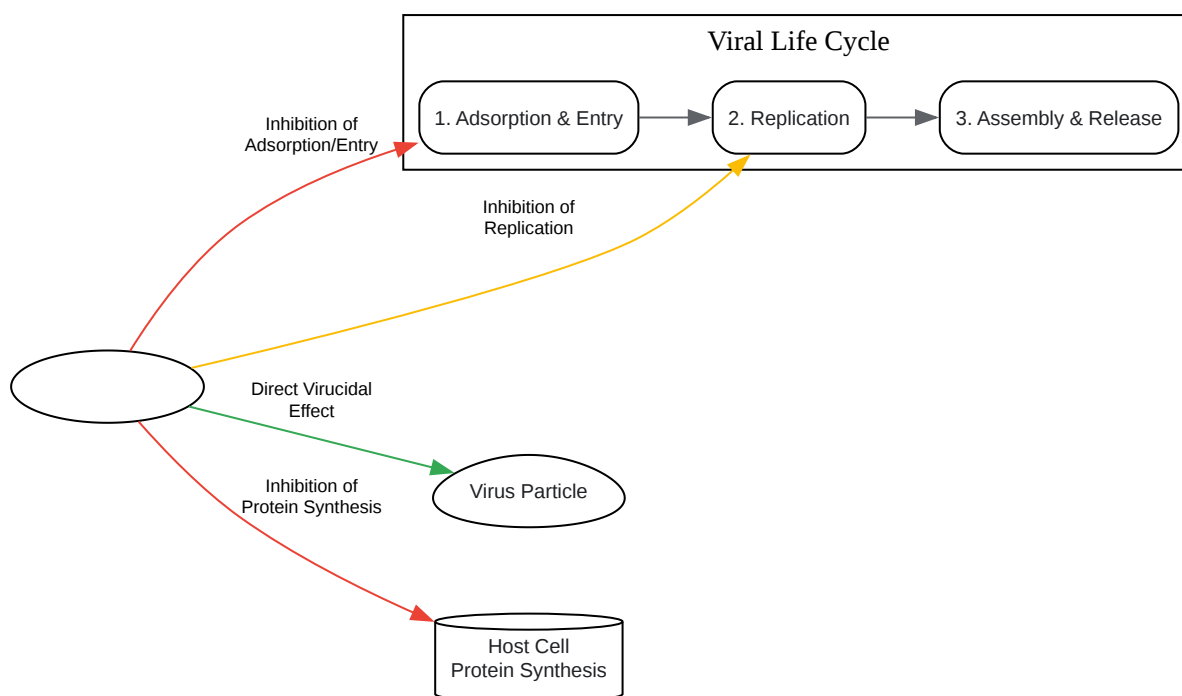 Viral Life Cycle
1. Adsorption & Entry
2. Replication
3. Assembly & Release
Inhibition of
Adsorption/Entry
Inhibition of
Replication
Direct Virucidal
Effect
Virus Particle
Inhibition of
Protein Synthesis
Host Cell
Protein Synthesis